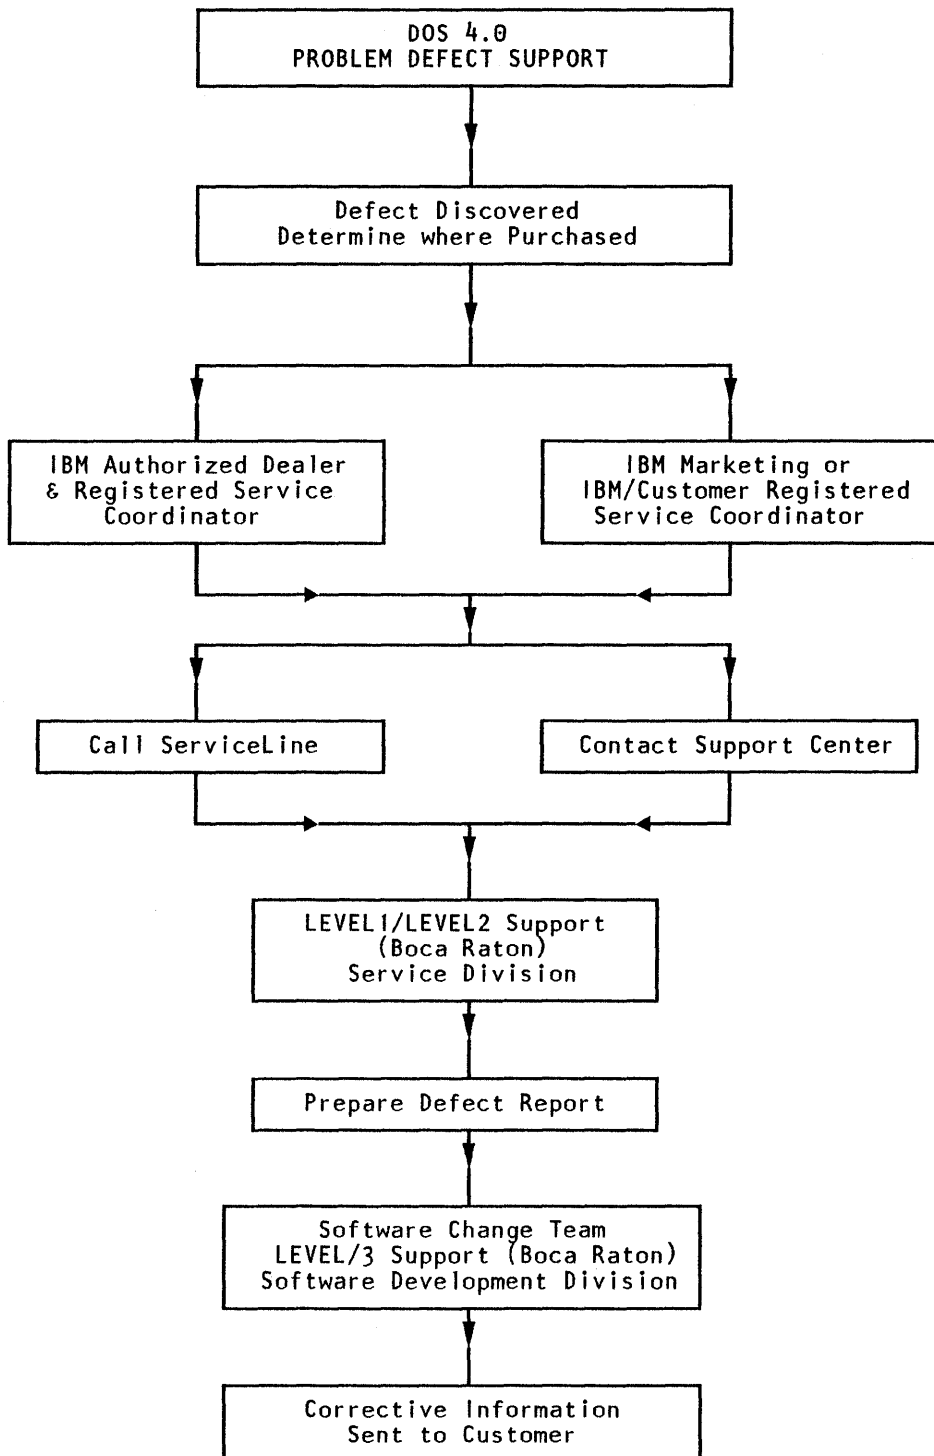 DOS 4.0
PROBLEM DEFECT SUPPORT
Defect Discovered
Determine where Purchased
IBM Authorized Dealer
& Registered Service
Coordinator
IBM Marketing or
IBM/Customer Registered
Service Coordinator
Call ServiceLine
Contact Support Center
LEVEL1/LEVEL2 Support
(Boca Raton)
Service Division
Prepare Defect Report
Software Change Team
LEVEL/3 Support (Boca Raton)
Software Development Division
Corrective Information
Sent to Customer